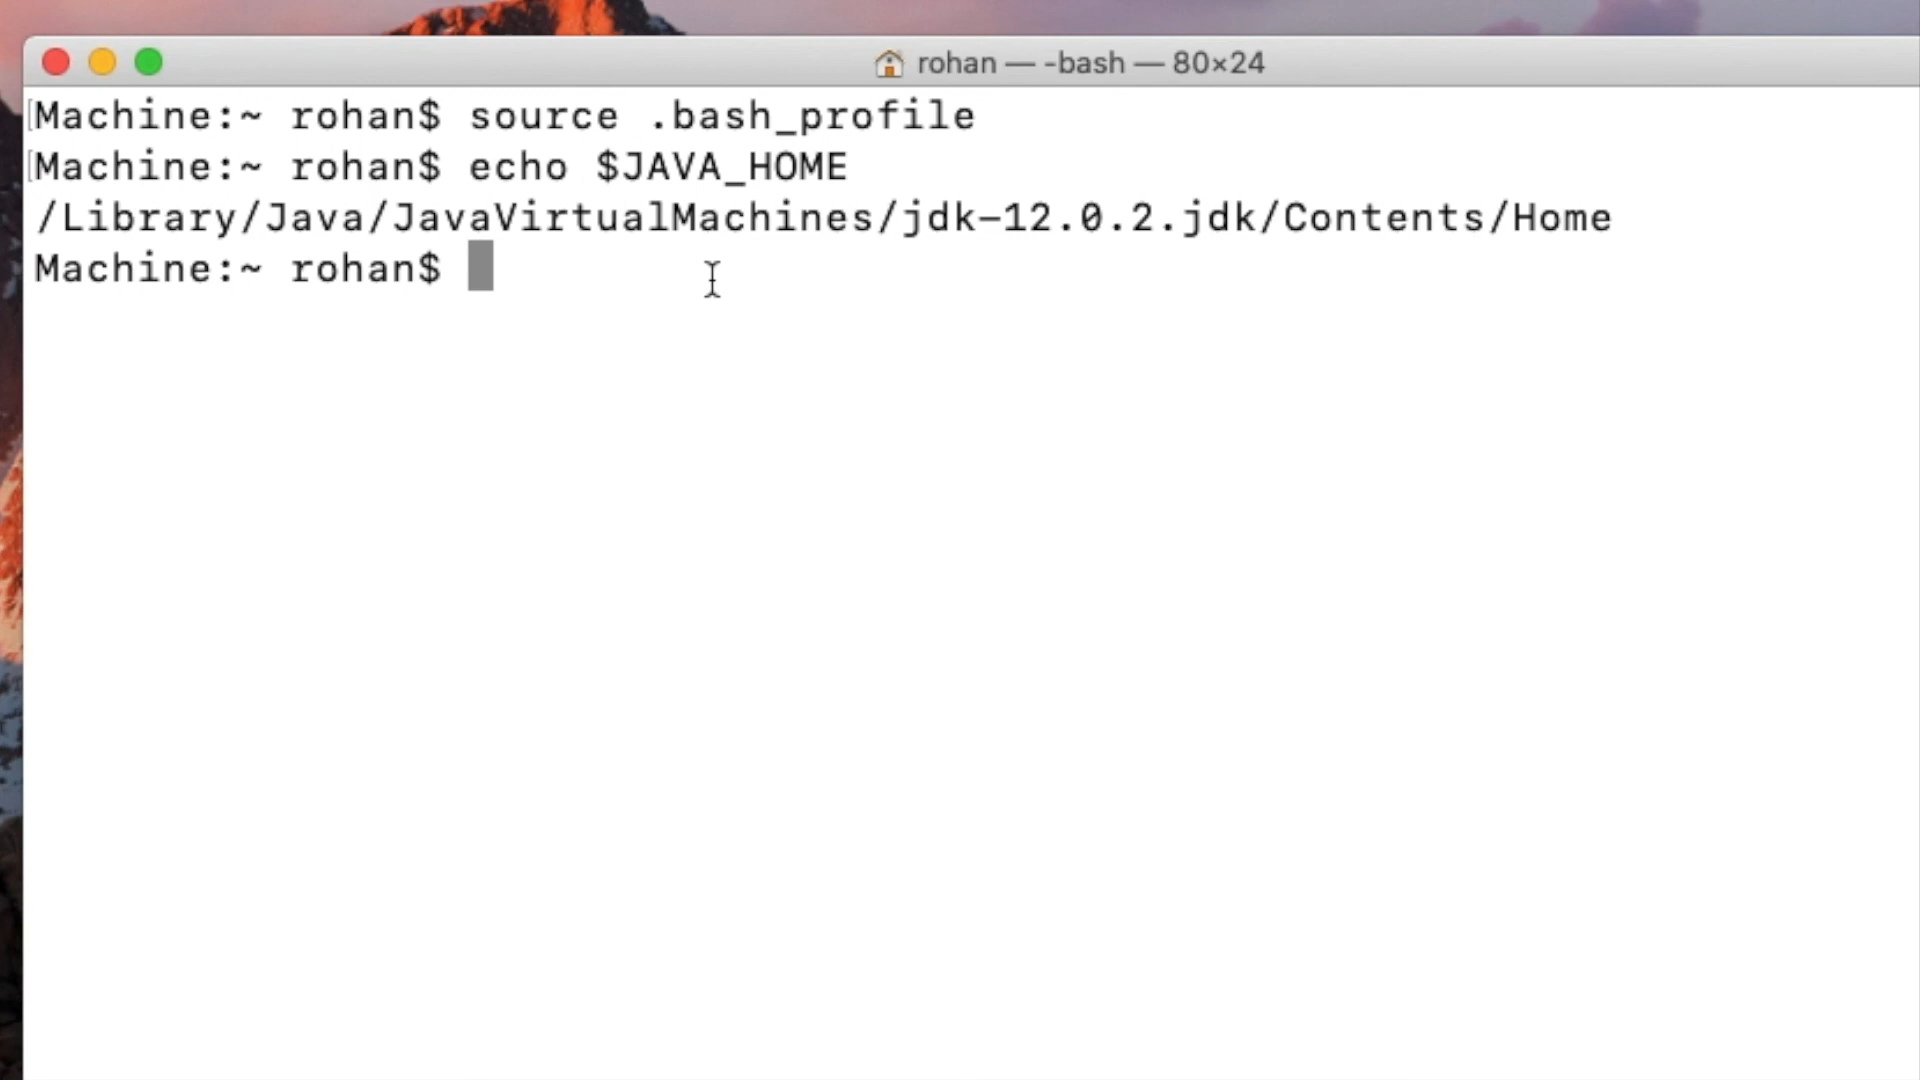 rohan — -bash — 80×24
Machine:~ rohan$ source .bash_profile
Machine:~ rohan$ echo $JAVA_HOME
/Library/Java/JavaVirtualMachines/jdk-12.0.2.jdk/Contents/Home
Machine:~ rohan$